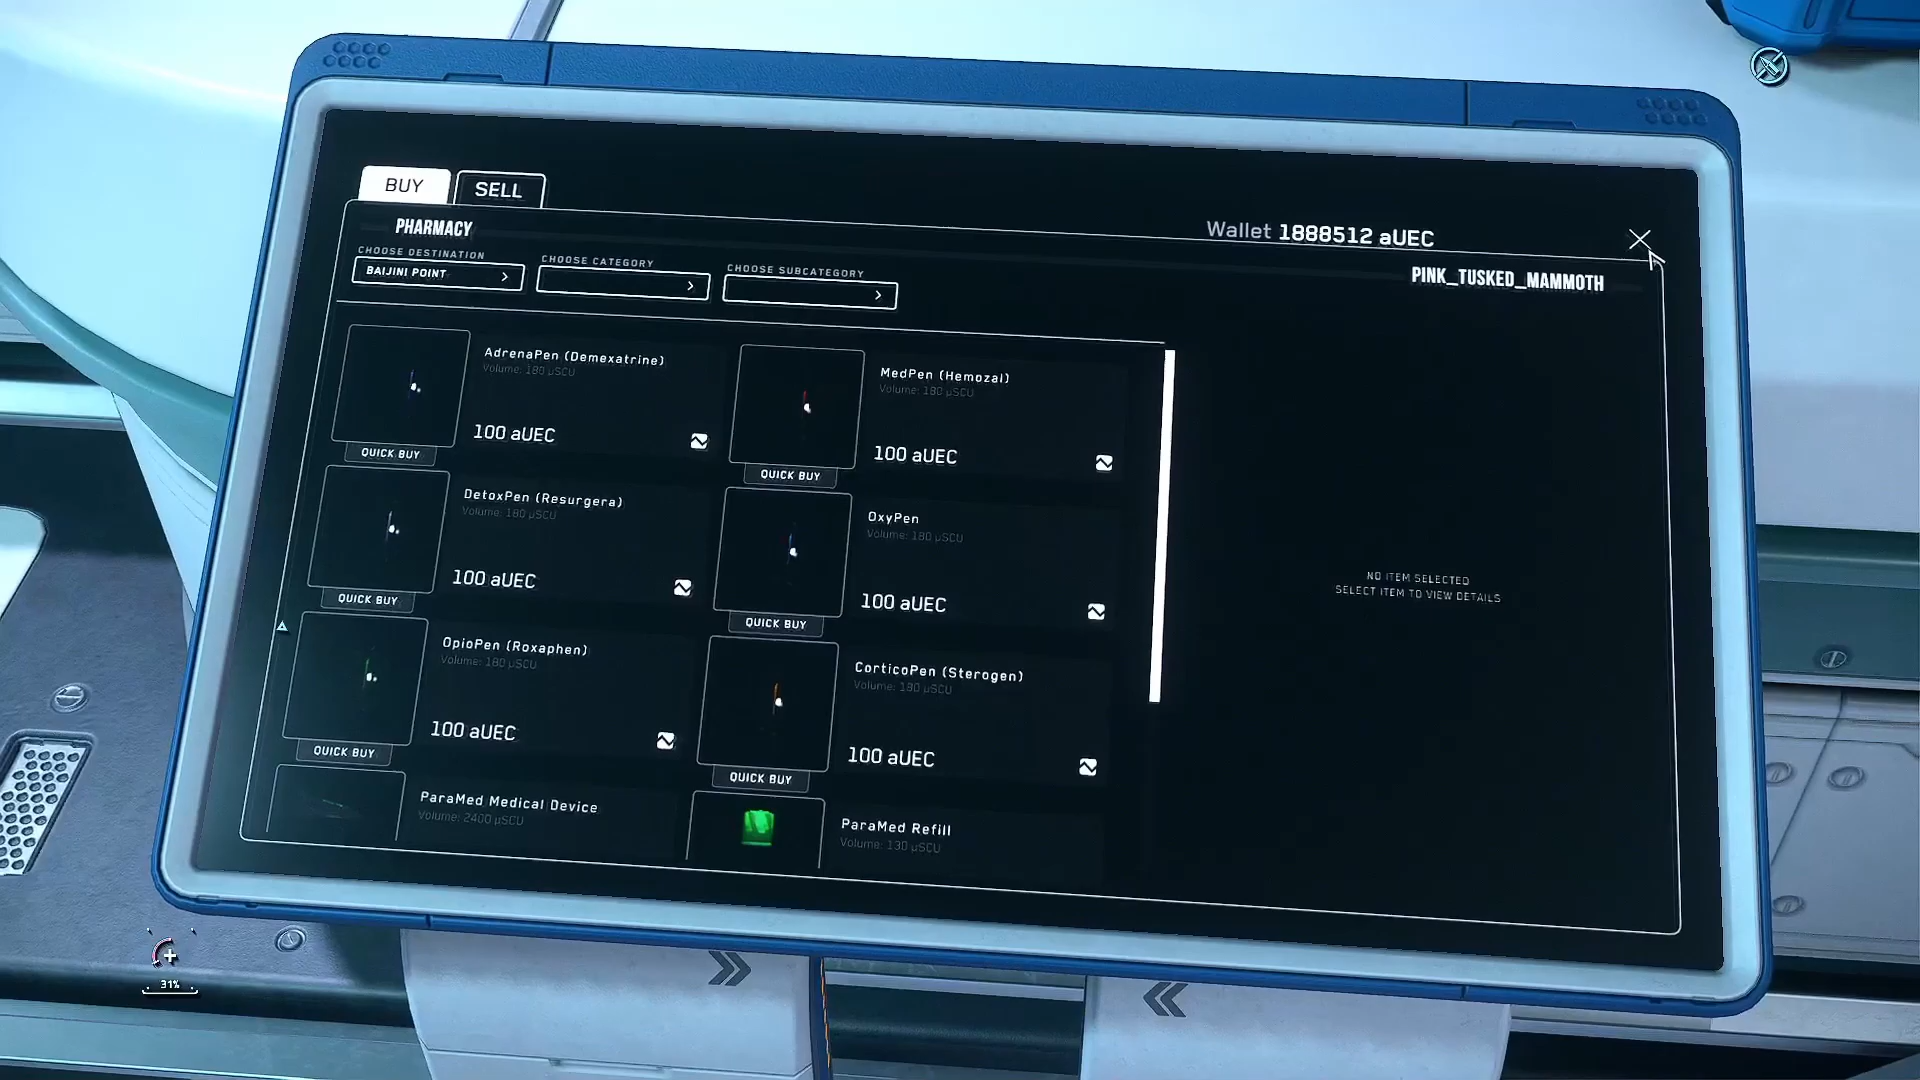 BUY
SELL
PHARMACY
Wallet 1888512 aUEC
PINK_TUSKED_MAMMOTH
CHOOSE DESTINATION
BAIJINI POINT
CHOOSE CATEGORY
CHOOSE SUBCATEGORY
AdrenaPen (Demexatrine)
Volume: 180 µSCU
100 aUEC
QUICK BUY
MedPen (Hemozal)
Volume: 180 µSCU
100 aUEC
QUICK BUY
DetoxPen (Resurgera)
Volume: 180 µSCU
100 aUEC
QUICK BUY
OxyPen
Volume: 180 µSCU
100 aUEC
QUICK BUY
OpioPen (Roxaphen)
Volume: 180 µSCU
100 aUEC
QUICK BUY
CorticoPen (Sterogen)
Volume: 180 µSCU
100 aUEC
QUICK BUY
ParaMed Medical Device
Volume: 2400 µSCU
ParaMed Refill
Volume: 130 µSCU
NO ITEM SELECTED
SELECT ITEM TO VIEW DETAILS
31%